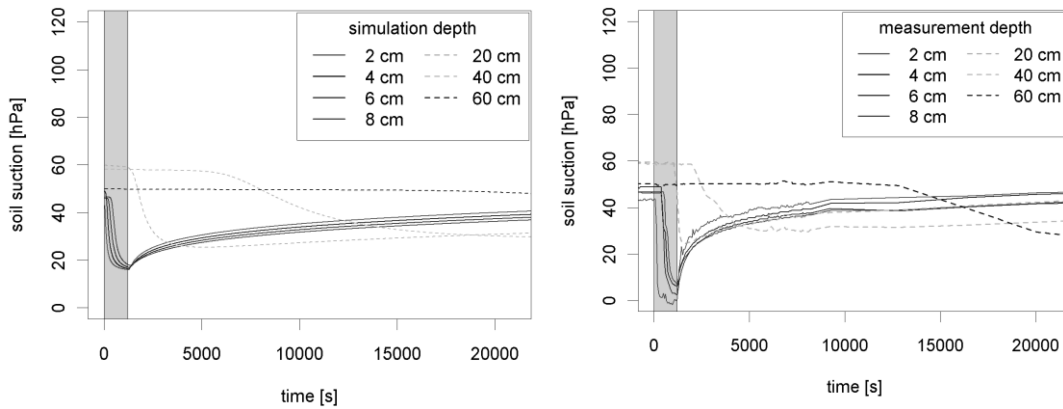 simulation depth
2 cm 20 cm
4 cm 40 cm
6 cm 60 cm
8 cm
soil suction [hPa]
120
100
80
60
40
20
0
0 5000 10000 15000 20000
time [s]
measurement depth
2 cm 20 cm
4 cm 40 cm
6 cm 60 cm
8 cm
soil suction [hPa]
120
100
80
60
40
20
0
0 5000 10000 15000 20000
time [s]